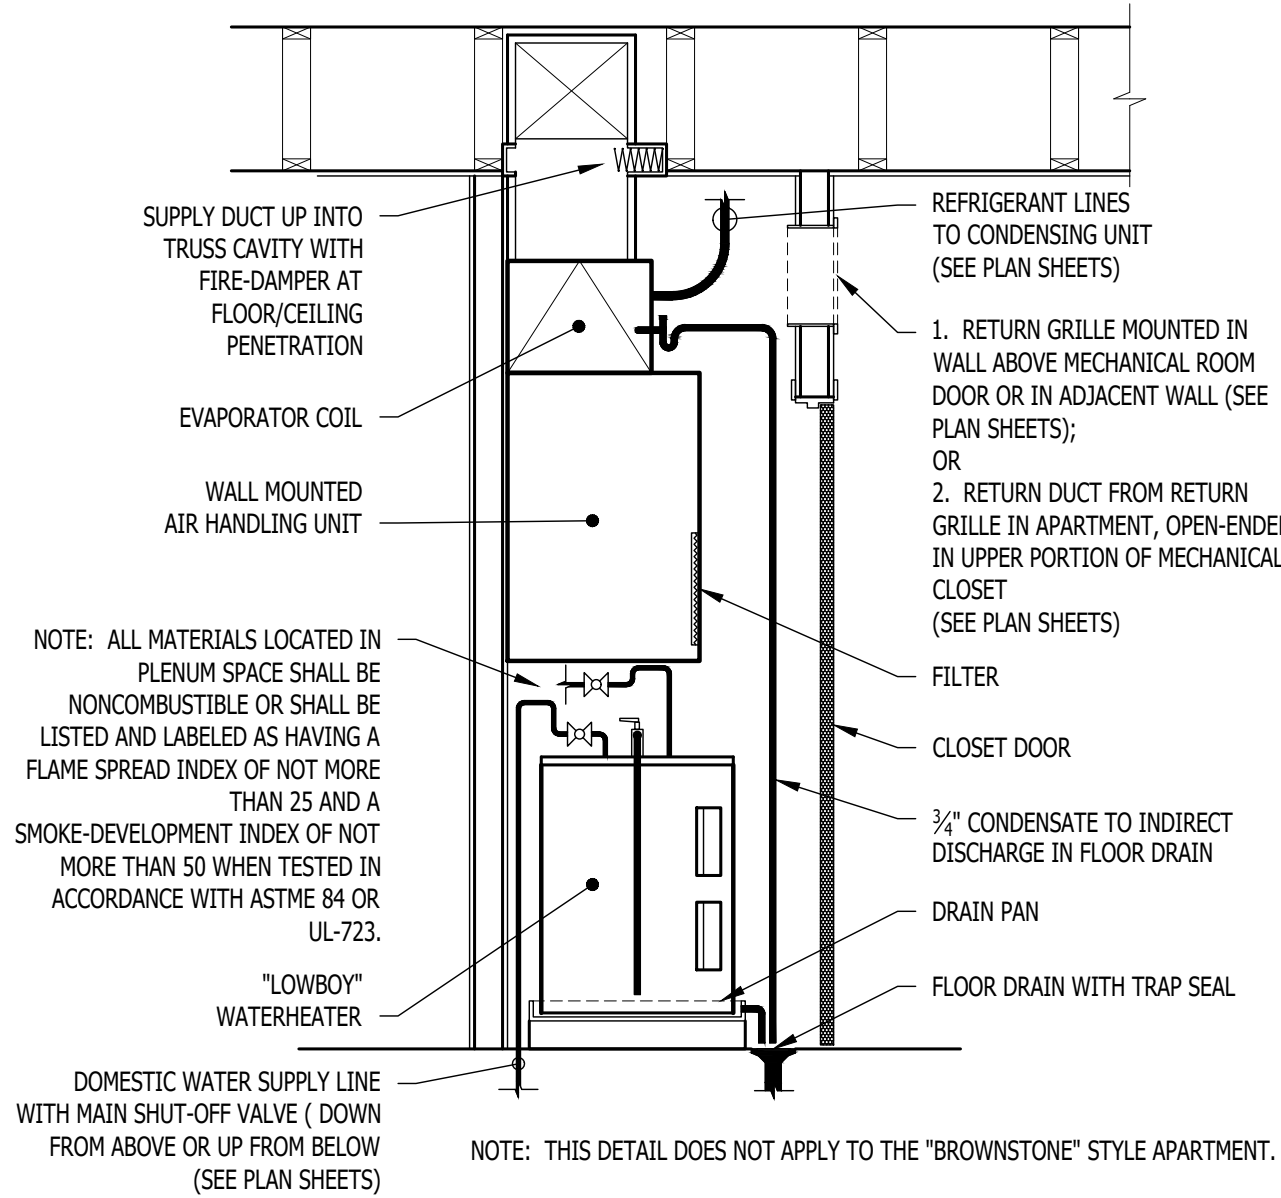 SUPPLY DUCT UP INTO
TRUSS CAVITY WITH
FIRE-DAMPER AT
FLOOR/CEILING
PENETRATION
EVAPORATOR COIL
WALL MOUNTED
AIR HANDLING UNIT
NOTE: ALL MATERIALS LOCATED IN
PLENUM SPACE SHALL BE
NONCOMBUSTIBLE OR SHALL BE
LISTED AND LABELED AS HAVING A
FLAME SPREAD INDEX OF NOT MORE
THAN 25 AND A
SMOKE-DEVELOPMENT INDEX OF NOT
MORE THAN 50 WHEN TESTED IN
ACCORDANCE WITH ASTME 84 OR
UL-723.
"LOWBOY"
WATERHEATER
DOMESTIC WATER SUPPLY LINE
WITH MAIN SHUT-OFF VALVE ( DOWN
FROM ABOVE OR UP FROM BELOW
(SEE PLAN SHEETS)
REFRIGERANT LINES
TO CONDENSING UNIT
(SEE PLAN SHEETS)
1. RETURN GRILLE MOUNTED IN
WALL ABOVE MECHANICAL ROOM
DOOR OR IN ADJACENT WALL (SEE
PLAN SHEETS);
OR
2. RETURN DUCT FROM RETURN
GRILLE IN APARTMENT, OPEN-ENDED
IN UPPER PORTION OF MECHANICAL
CLOSET
(SEE PLAN SHEETS)
FILTER
CLOSET DOOR
¾" CONDENSATE TO INDIRECT
DISCHARGE IN FLOOR DRAIN
DRAIN PAN
FLOOR DRAIN WITH TRAP SEAL
NOTE: THIS DETAIL DOES NOT APPLY TO THE "BROWNSTONE" STYLE APARTMENT.